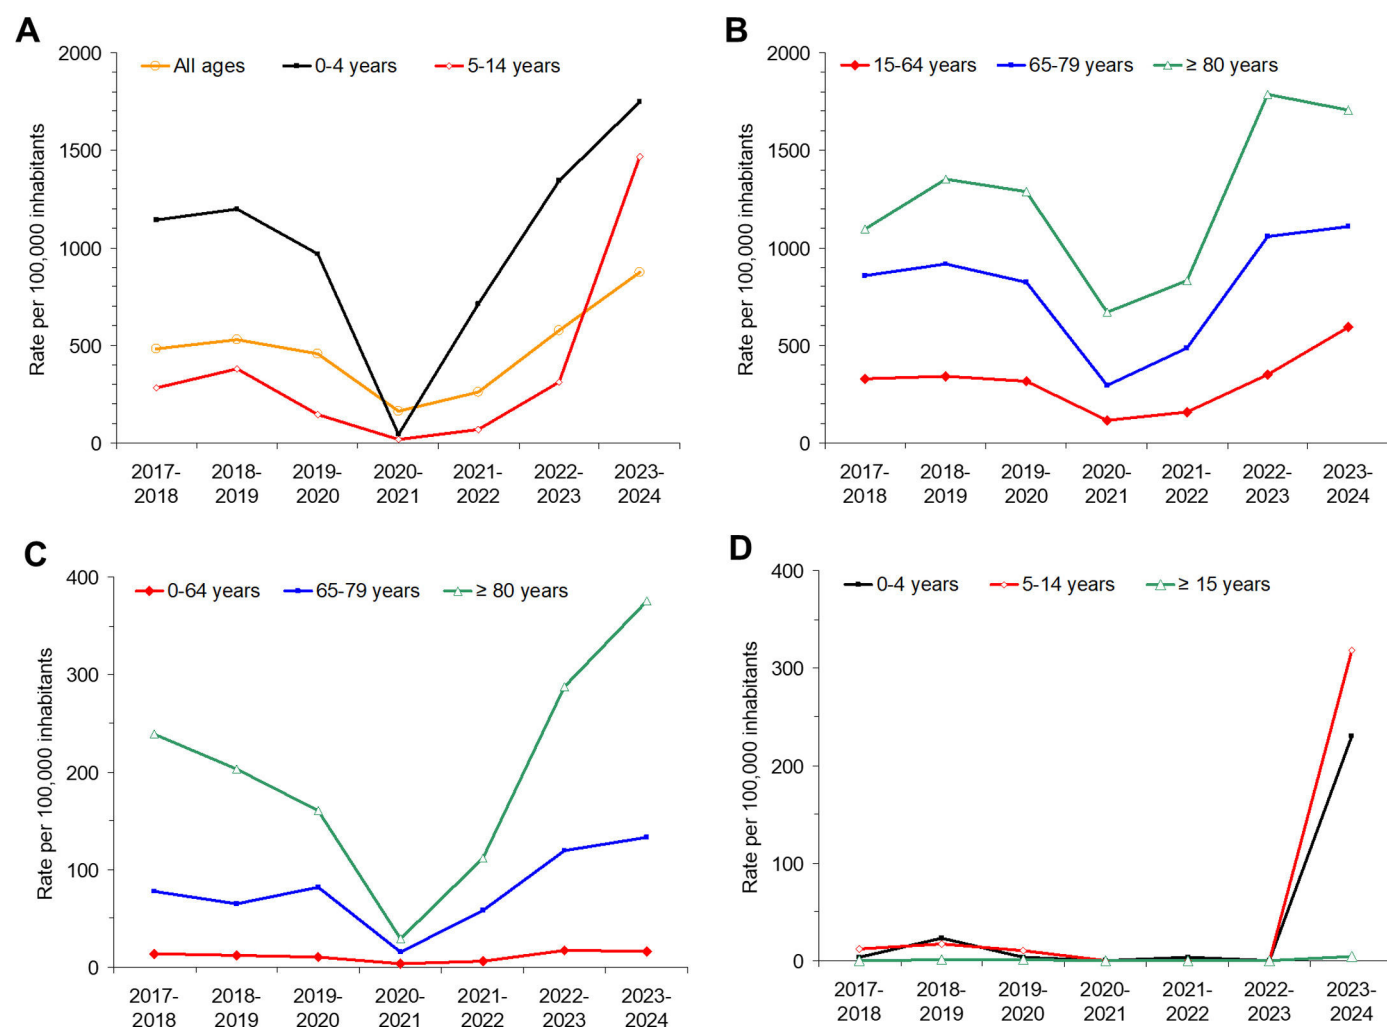 A
All ages 0-4 years 5-14 years
Rate per 100,000 inhabitants
2000
1500
1000
500
0
2017-2018 2018-2019 2019-2020 2020-2021 2021-2022 2022-2023 2023-2024
B
15-64 years 65-79 years ≥ 80 years
Rate per 100,000 inhabitants
2000
1500
1000
500
0
2017-2018 2018-2019 2019-2020 2020-2021 2021-2022 2022-2023 2023-2024
C
0-64 years 65-79 years ≥ 80 years
Rate per 100,000 inhabitants
400
300
200
100
0
2017-2018 2018-2019 2019-2020 2020-2021 2021-2022 2022-2023 2023-2024
D
0-4 years 5-14 years ≥ 15 years
Rate per 100,000 inhabitants
400
300
200
100
0
2017-2018 2018-2019 2019-2020 2020-2021 2021-2022 2022-2023 2023-2024